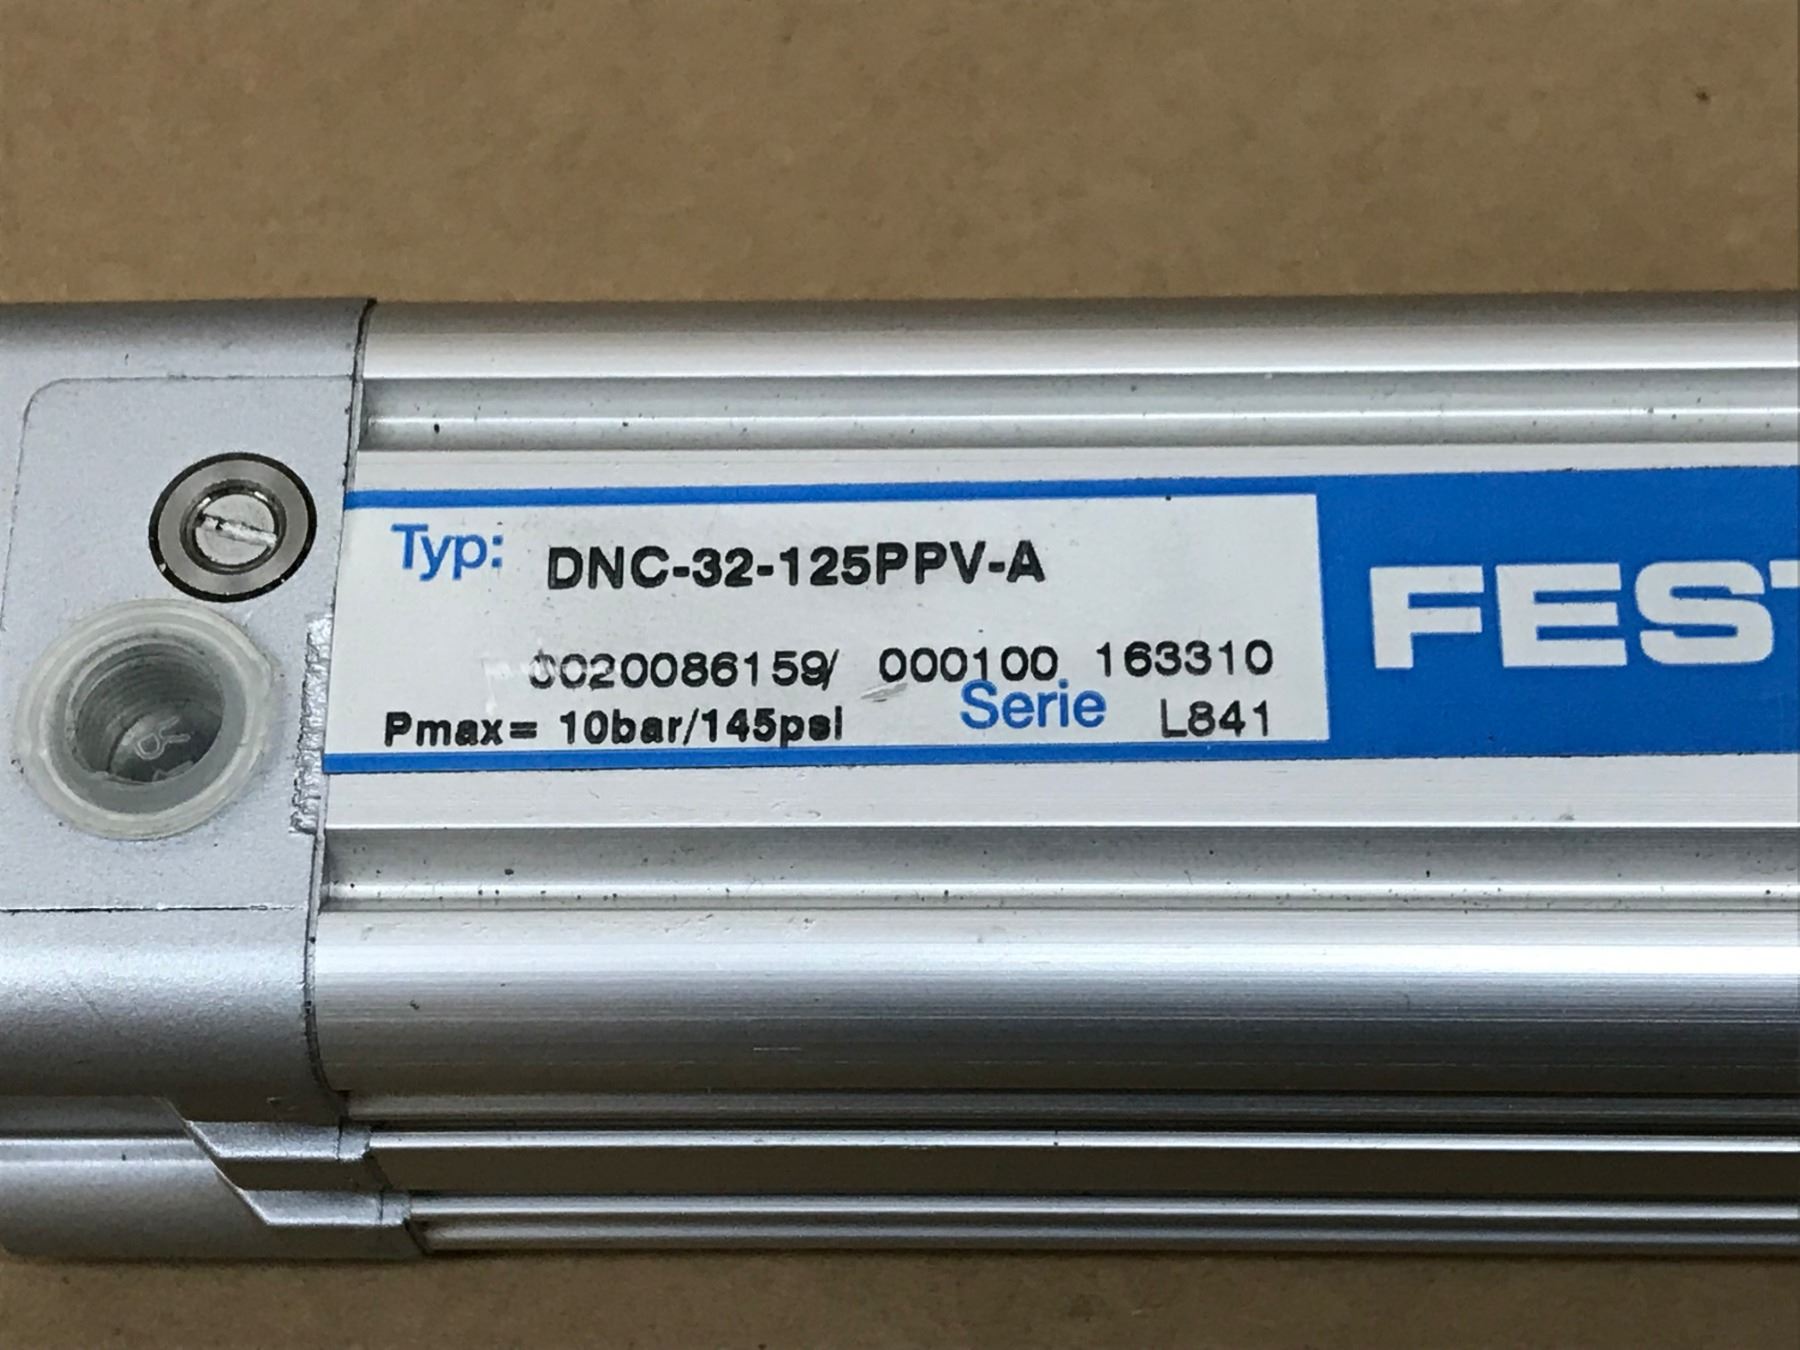 Typ: DNC-32-125PPV-A
0020086159/ 000100 163310
Pmax= 10bar/145psi Serie L841
FEST